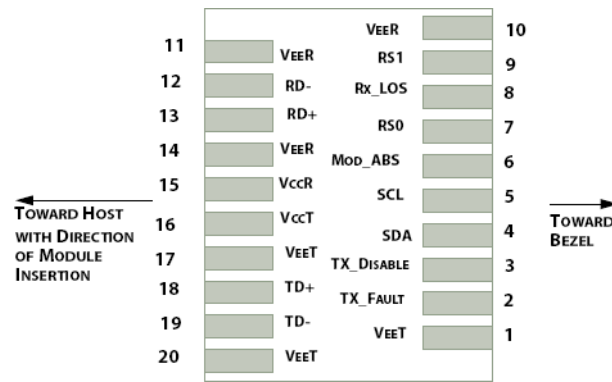 11 VEER
12 RD-
13 RD+
14 VEER
15 VCCR
16 VCCT
17 VEET
18 TD+
19 TD-
20 VEET
VEER 10
RS1 9
RX_LOS 8
RS0 7
MOD_ABS 6
SCL 5
SDA 4
TX_DISABLE 3
TX_FAULT 2
VEET 1
TOWARD HOST
WITH DIRECTION
OF MODULE
INSERTION
TOWARD
BEZEL